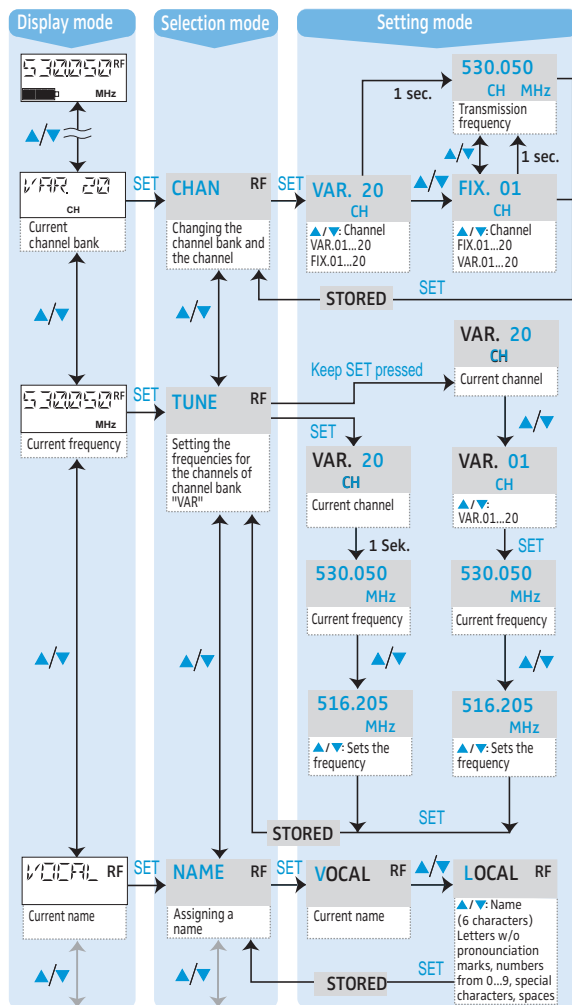 Display mode
Selection mode
Setting mode
530.050 RF
MHz
▲/▼
VAR. 20
CH
Current
channel bank
SET
CHAN RF
Changing the
channel bank and
the channel
SET
VAR. 20
CH
▲/▼: Channel
VAR.01...20
FIX.01...20
1 sec.
▲/▼
530.050
CH MHz
Transmission
frequency
▲/▼
1 sec.
FIX. 01
CH
▲/▼: Channel
FIX.01...20
VAR.01...20
SET
STORED
▲/▼
▲/▼
530.050
MHz
Current frequency
SET
TUNE RF
Setting the
frequencies for
the channels of
channel bank
"VAR"
Keep SET pressed
SET
VAR. 20
CH
Current channel
1 Sek.
530.050
MHz
Current frequency
▲/▼
516.205
MHz
▲/▼: Sets the
frequency
VAR. 20
CH
Current channel
▲/▼
VAR. 01
CH
▲/▼:
VAR.01...20
SET
530.050
MHz
Current frequency
▲/▼
516.205
MHz
▲/▼: Sets the
frequency
SET
STORED
▲/▼
▲/▼
VOCAL RF
Current name
SET
NAME RF
Assigning a
name
SET
VOCAL RF
Current name
▲/▼
LOCAL RF
▲/▼: Name
(6 characters)
Letters w/o
pronounciation
marks, numbers
from 0...9, special
characters, spaces
SET
STORED
▲/▼
▲/▼